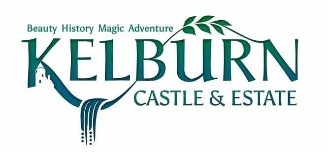 Beauty History Magic Adventure
KELBURN
CASTLE & ESTATE